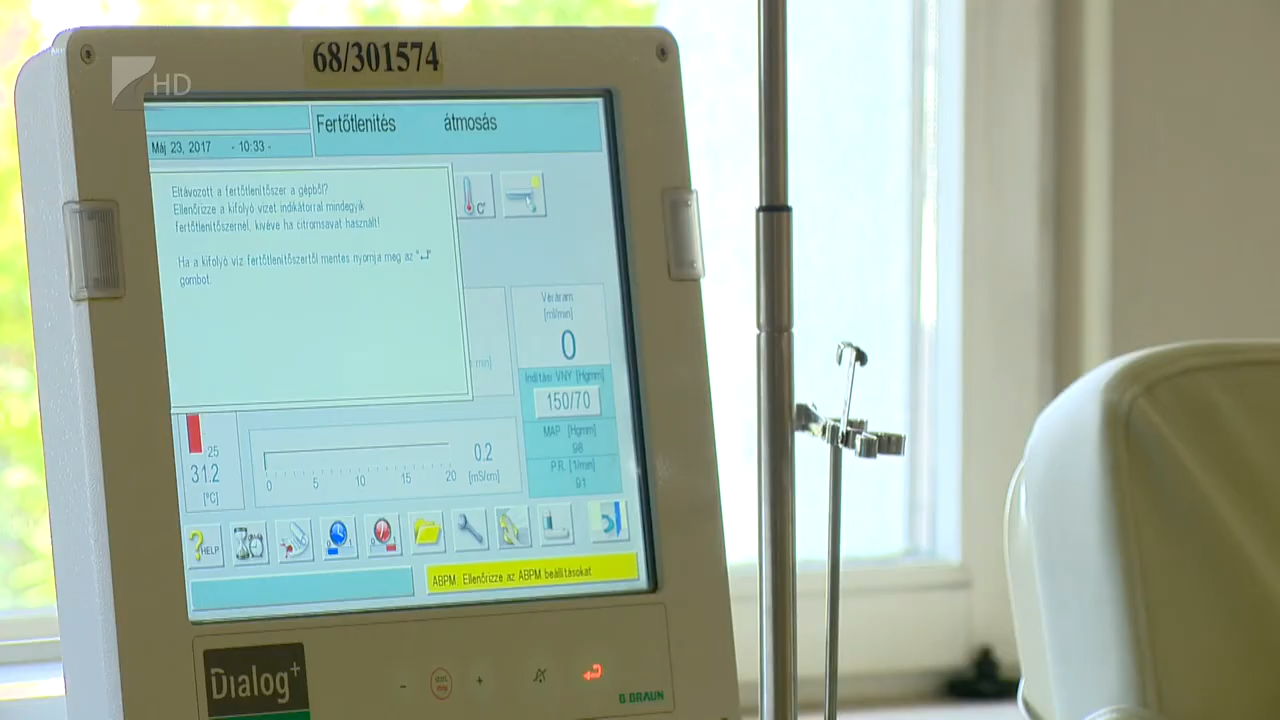 68/301574
HD
Fertőtlenítés átmosás
Máj 23, 2017 - 10:33 -
Eltávozott a fertőtlenítőszer a gépből?
Ellenőrizze a kifolyó vizet indikátorral mindegyik
fertőtlenítőszernél, kivéve ha citromsavat használt!
Ha a kifolyó víz fertőtlenítőszertől mentes nyomja meg az "↵"
gombot.
°C
Véráram
[ml/min]
0
Indítási VNY [Hgmm]
150/70
MAP [Hgmm]
98
P.R. [1/min]
91
25
31.2
[°C]
0 5 10 15 20
0.2
[mS/cm]
HELP
ABPM: Ellenőrizze az ABPM beállításokat
Dialog+
- start stop +
B BRAUN